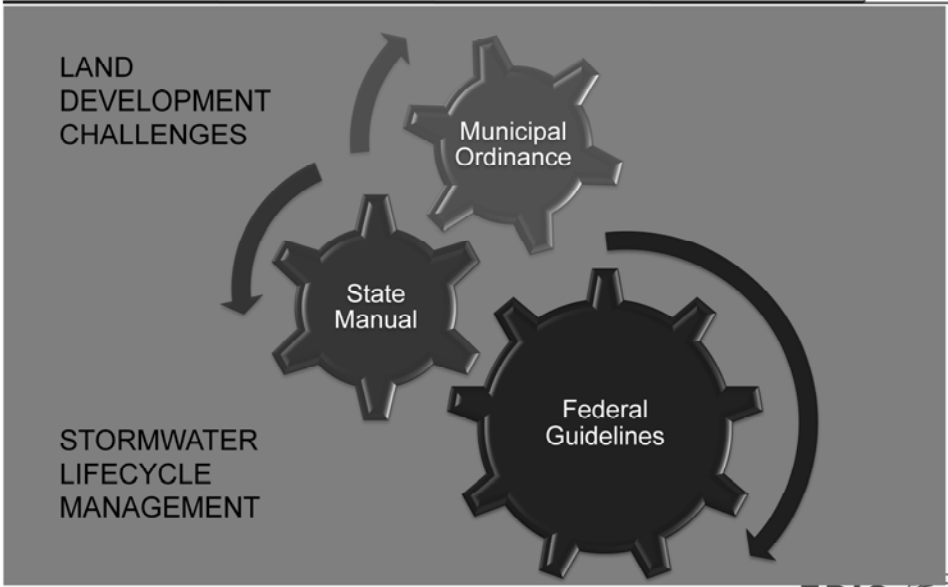 LAND
DEVELOPMENT
CHALLENGES
Municipal
Ordinance
State
Manual
Federal
Guidelines
STORMWATER
LIFECYCLE
MANAGEMENT